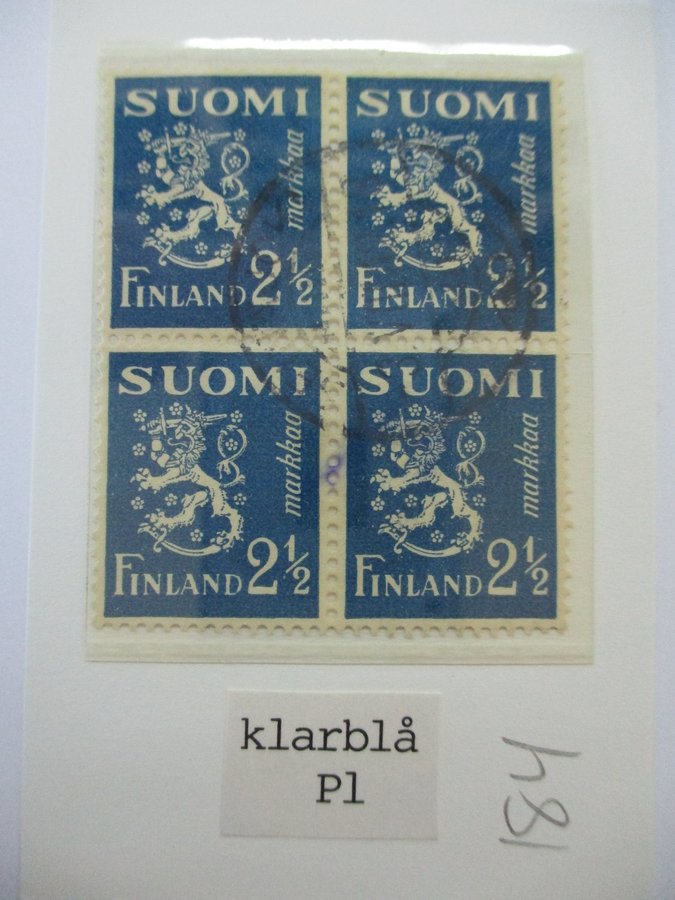 SUOMI
markkaa
FINLAND 2½
SUOMI
markkaa
FINLAND 2½
SUOMI
markkaa
FINLAND 2½
SUOMI
markkaa
FINLAND 2½
klarblå
Pl
184